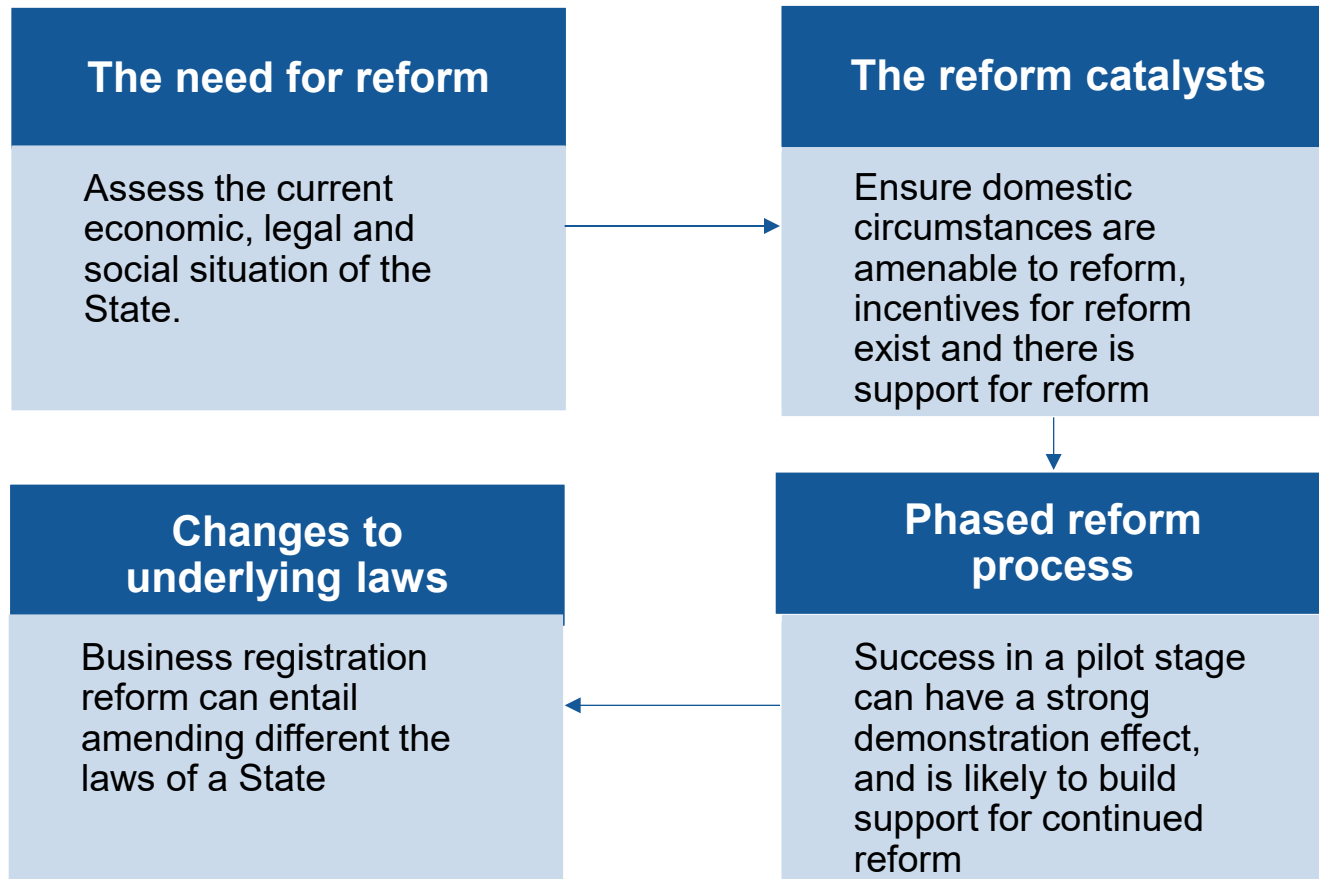 The need for reform
Assess the current
economic, legal and
social situation of the
State.
The reform catalysts
Ensure domestic
circumstances are
amenable to reform,
incentives for reform
exist and there is
support for reform
Phased reform
process
Success in a pilot stage
can have a strong
demonstration effect,
and is likely to build
support for continued
reform
Changes to
underlying laws
Business registration
reform can entail
amending different the
laws of a State